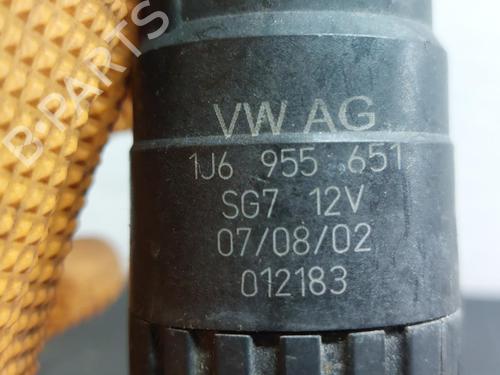 B-PARTS
VW AG
1J6 955 651
SG7 12V
07/08/02
012183